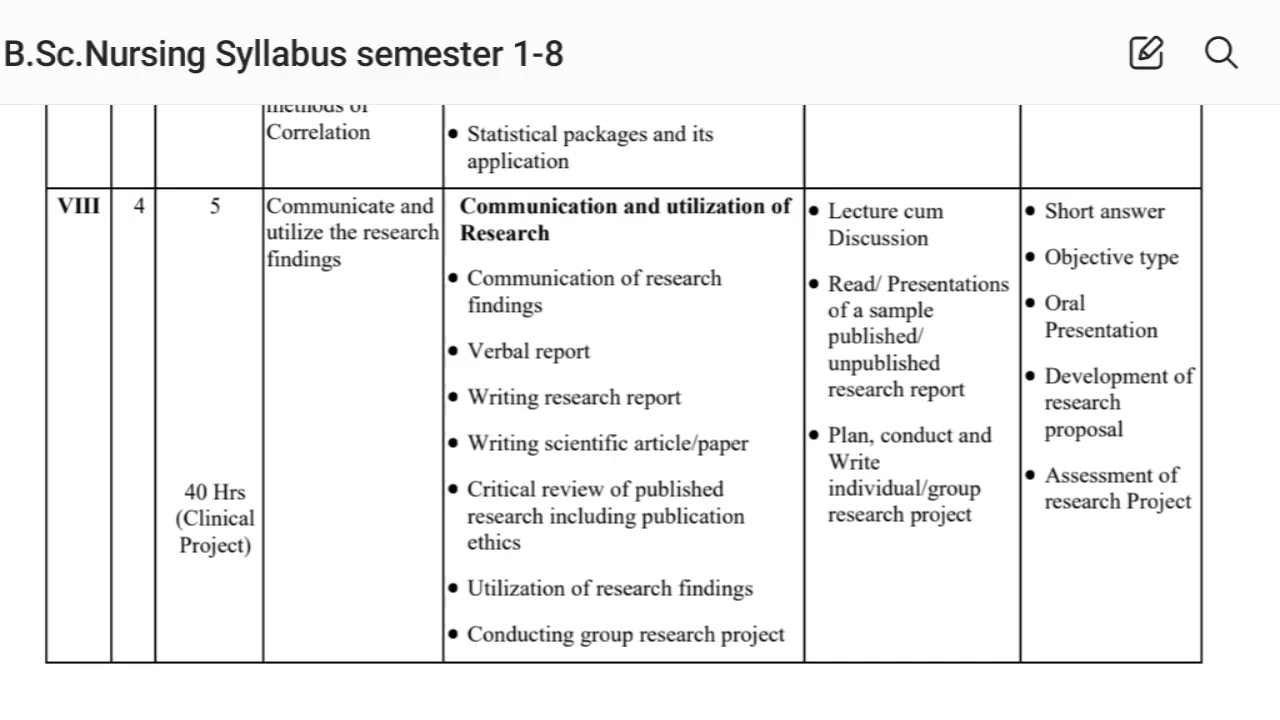 B.Sc.Nursing Syllabus semester 1-8
methods of
Correlation
● Statistical packages and its
application
VIII
4
5
40 Hrs
(Clinical
Project)
Communicate and
utilize the research
findings
Communication and utilization of
Research
● Communication of research
findings
● Verbal report
● Writing research report
● Writing scientific article/paper
● Critical review of published
research including publication
ethics
● Utilization of research findings
● Conducting group research project
● Lecture cum
Discussion
● Read/ Presentations
of a sample
published/
unpublished
research report
● Plan, conduct and
Write
individual/group
research project
● Short answer
● Objective type
● Oral
Presentation
● Development of
research
proposal
● Assessment of
research Project